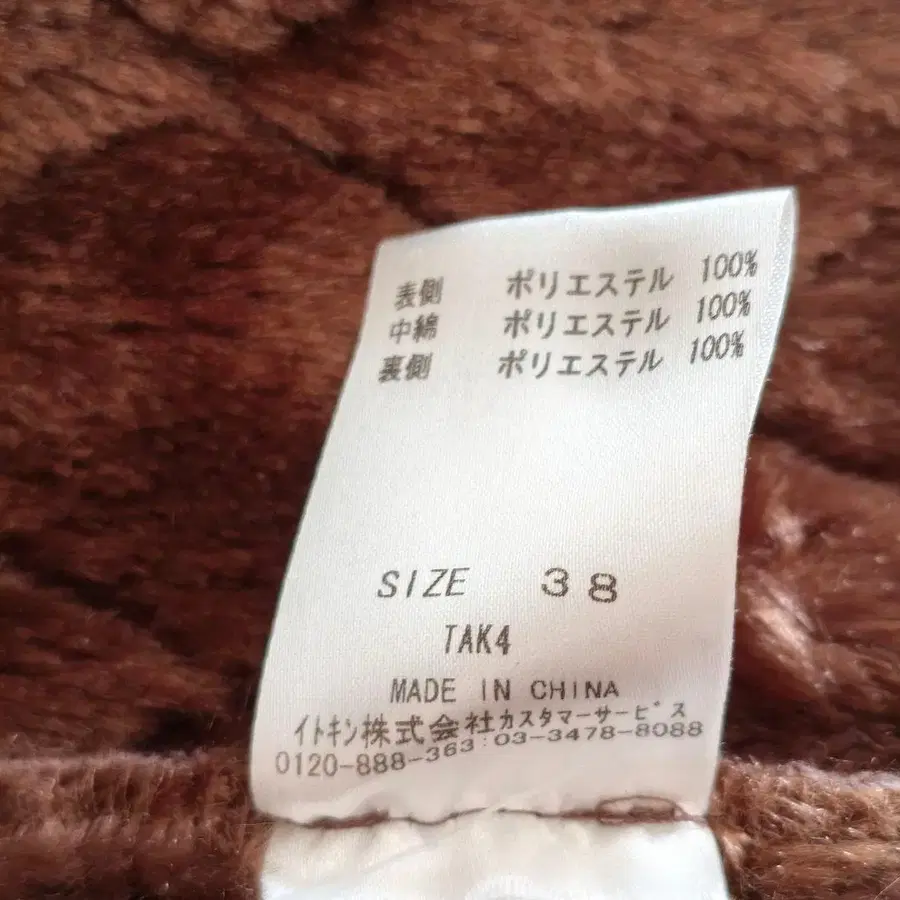 表側 ポリエステル 100%
中綿 ポリエステル 100%
裏側 ポリエステル 100%
SIZE 38
TAK4
MADE IN CHINA
イトキン株式会社カスタマーサービス
0120-888-363:03-3478-8088